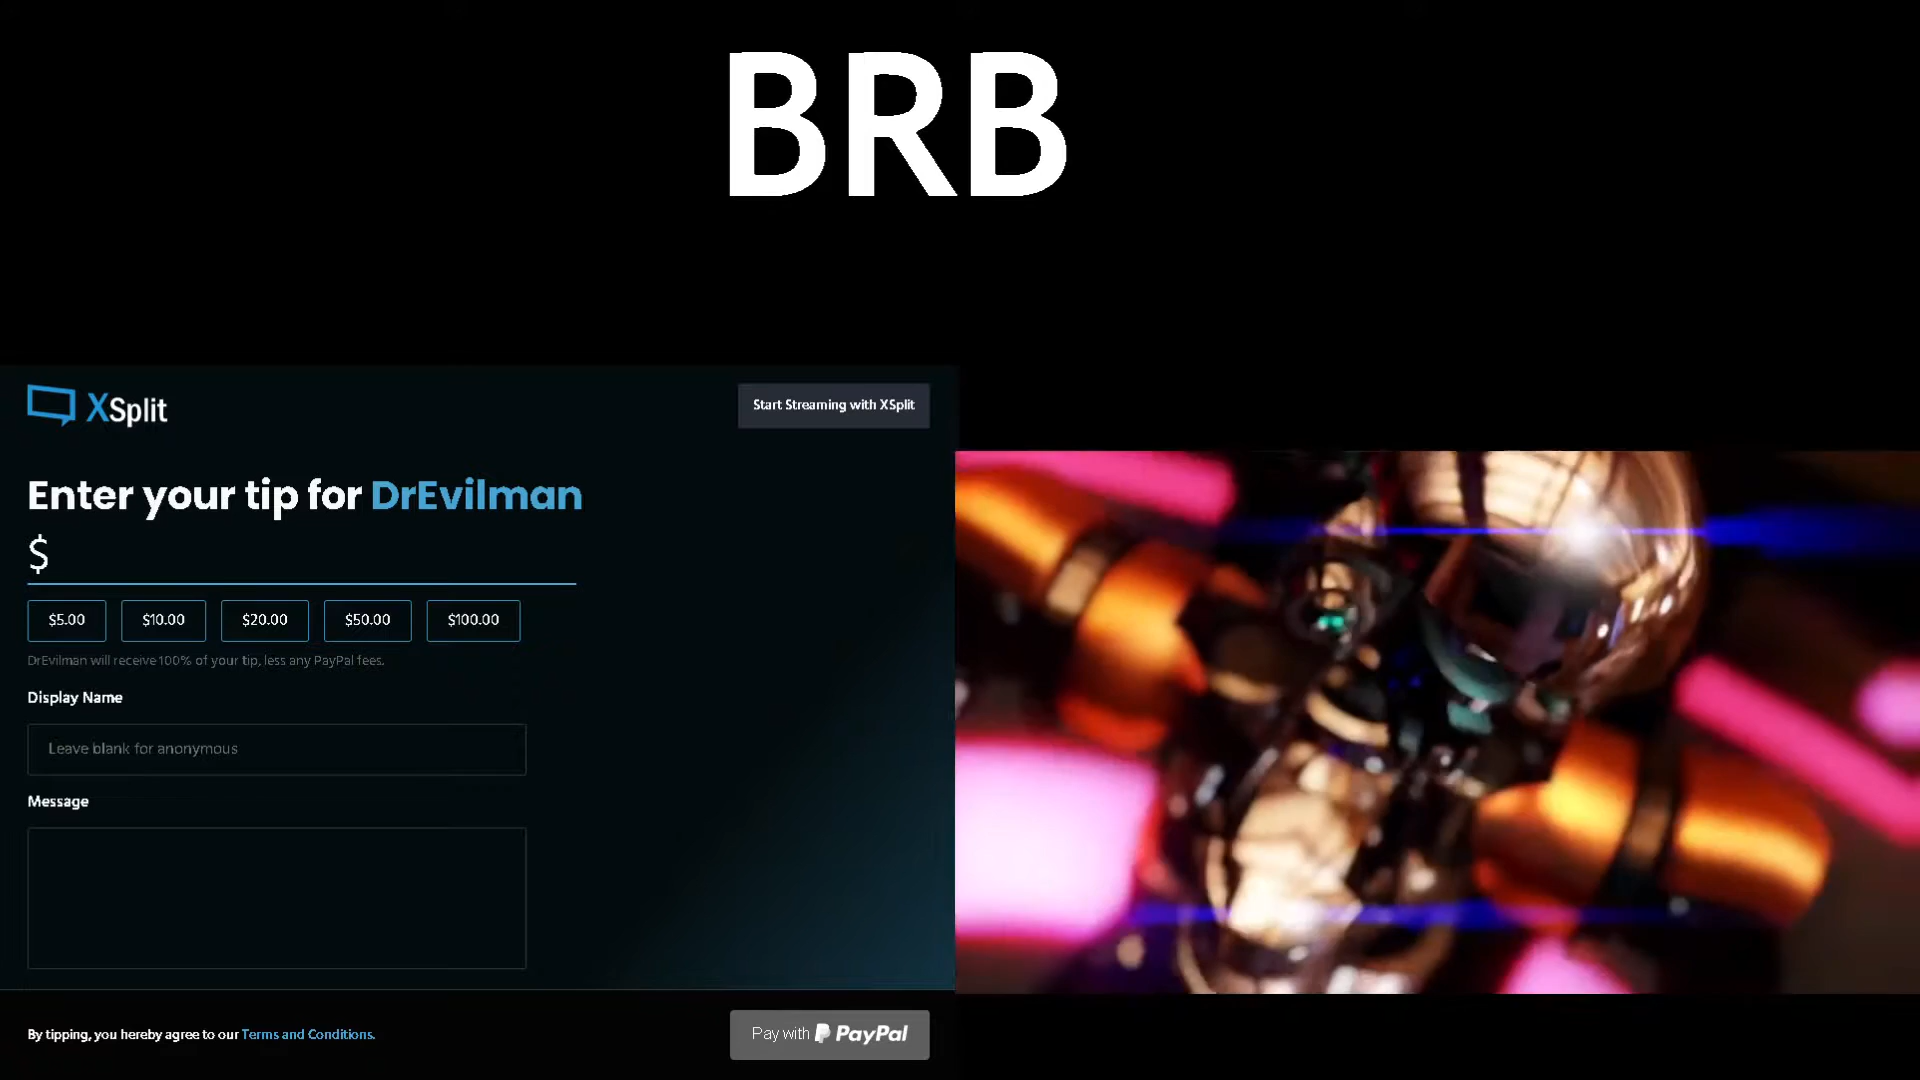 BRB
XSplit
Start Streaming with XSplit
Enter your tip for DrEvilman
$
$5.00
$10.00
$20.00
$50.00
$100.00
DrEvilman will receive 100% of your tip, less any PayPal fees.
Display Name
Leave blank for anonymous
Message
By tipping, you hereby agree to our Terms and Conditions.
Pay with PayPal